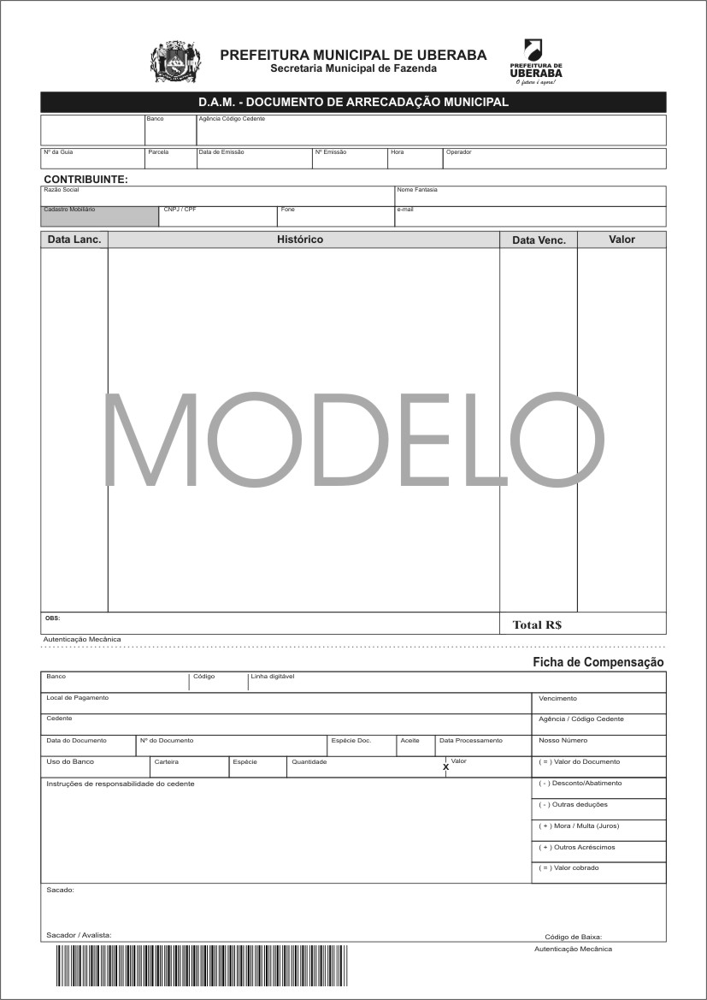 PREFEITURA MUNICIPAL DE UBERABA
Secretaria Municipal de Fazenda
PREFEITURA DE
UBERABA
O futuro é agora!
D.A.M. - DOCUMENTO DE ARRECADAÇÃO MUNICIPAL
Banco Agência Código Cedente
Nº da Guia Parcela Data de Emissão Nº Emissão Hora Operador
CONTRIBUINTE:
Razão Social Nome Fantasia
Cadastro Mobiliário CNPJ / CPF Fone e-mail
Data Lanc. Histórico Data Venc. Valor
MODELO
OBS: Total R$
Autenticação Mecânica
Ficha de Compensação
Banco Código Linha digitável
Local de Pagamento Vencimento
Cedente Agência / Código Cedente
Data do Documento Nº do Documento Espécie Doc. Aceite Data Processamento Nosso Número
Uso do Banco Carteira Espécie Quantidade X Valor ( = ) Valor do Documento
Instruções de responsabilidade do cedente ( - ) Desconto/Abatimento
( - ) Outras deduções
( + ) Mora / Multa (Juros)
( + ) Outros Acréscimos
( = ) Valor cobrado
Sacado:
Sacador / Avalista: Código de Baixa:
Autenticação Mecânica